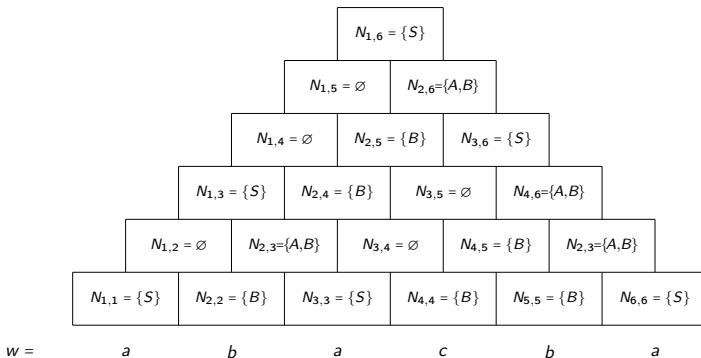 N1,6 = {S}
N1,5 = ∅ N2,6={A,B}
N1,4 = ∅ N2,5 = {B} N3,6 = {S}
N1,3 = {S} N2,4 = {B} N3,5 = ∅ N4,6={A,B}
N1,2 = ∅ N2,3={A,B} N3,4 = ∅ N4,5 = {B} N2,3={A,B}
N1,1 = {S} N2,2 = {B} N3,3 = {S} N4,4 = {B} N5,5 = {B} N6,6 = {S}
w = a b a c b a